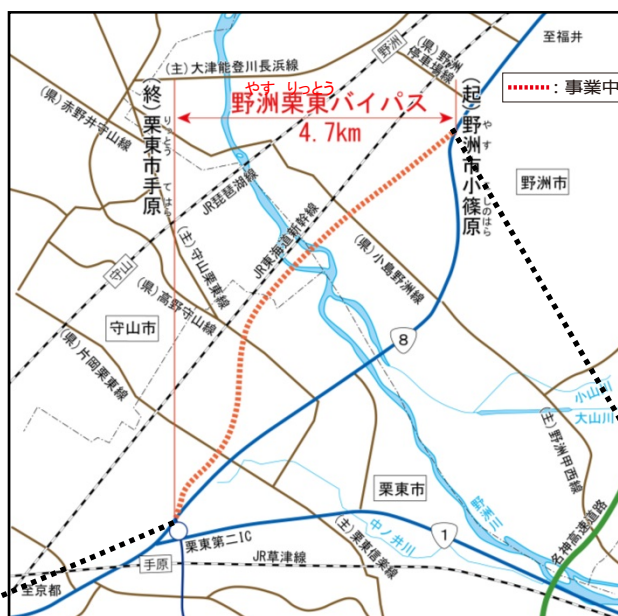 至福井
(主)大津能登川長浜線
野洲
(県)野洲
停車場線
:事業中
(県)赤野井守山線
(終)栗東市手原
りっとう
てはら
やす りっとう
野洲栗東バイパス
4.7km
(起)野洲市小篠原
やす
しのはら
野洲市
JR琵琶湖線
JR東海道新幹線
(主)守山栗東線
守山
(県)高野守山線
(県)小島野洲線
守山市
(県)片岡栗東線
8
小山川
大山川
(主)野洲甲西線
栗東市
野洲川
名神高速道路
1
中ノ井川
(主)栗東信楽線
栗東第二IC
手原
JR草津線
至京都